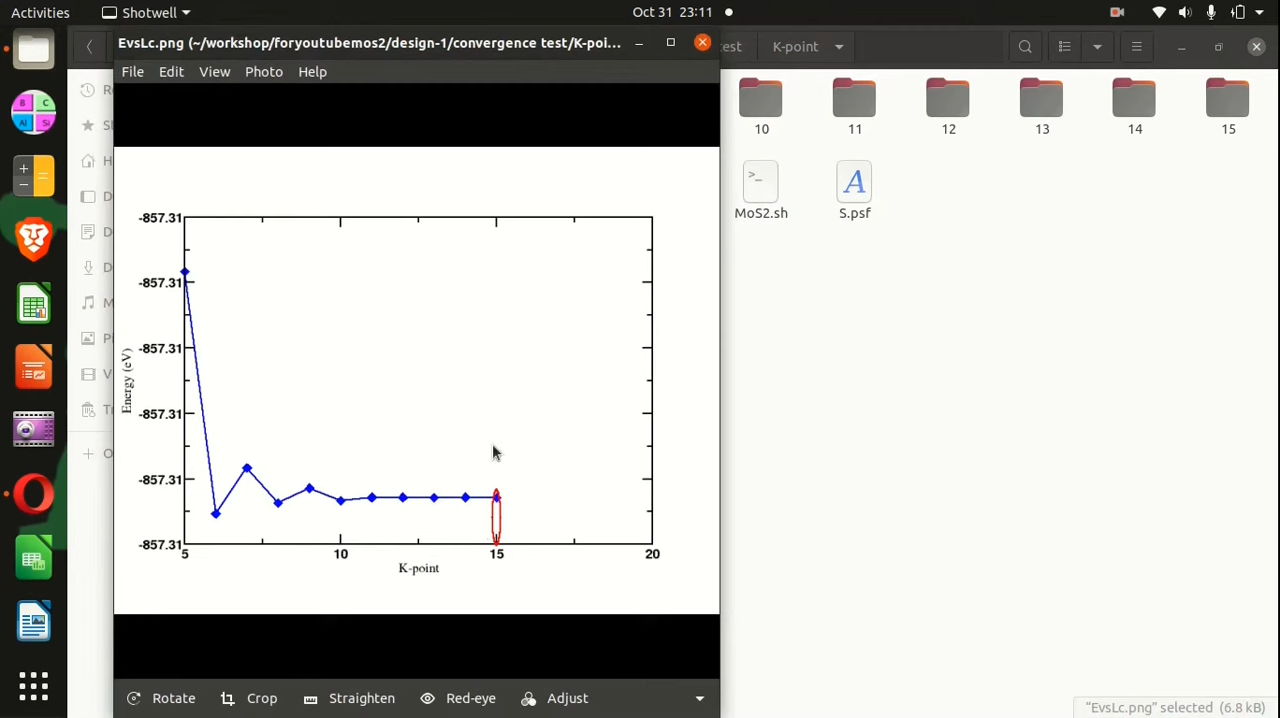 Activities
Shotwell
Oct 31 23:11
EvsLc.png (~/workshop/foryoutubemos2/design-1/convergence test/K-poi...
File Edit View Photo Help
est
K-point
10 11 12 13 14 15
MoS2.sh S.psf
B C
Al Si
-857.31
-857.31
-857.31
-857.31
-857.31
-857.31
Energy (eV)
5 10 15 20
K-point
Rotate Crop Straighten Red-eye Adjust
"EvsLc.png" selected (6.8 kB)